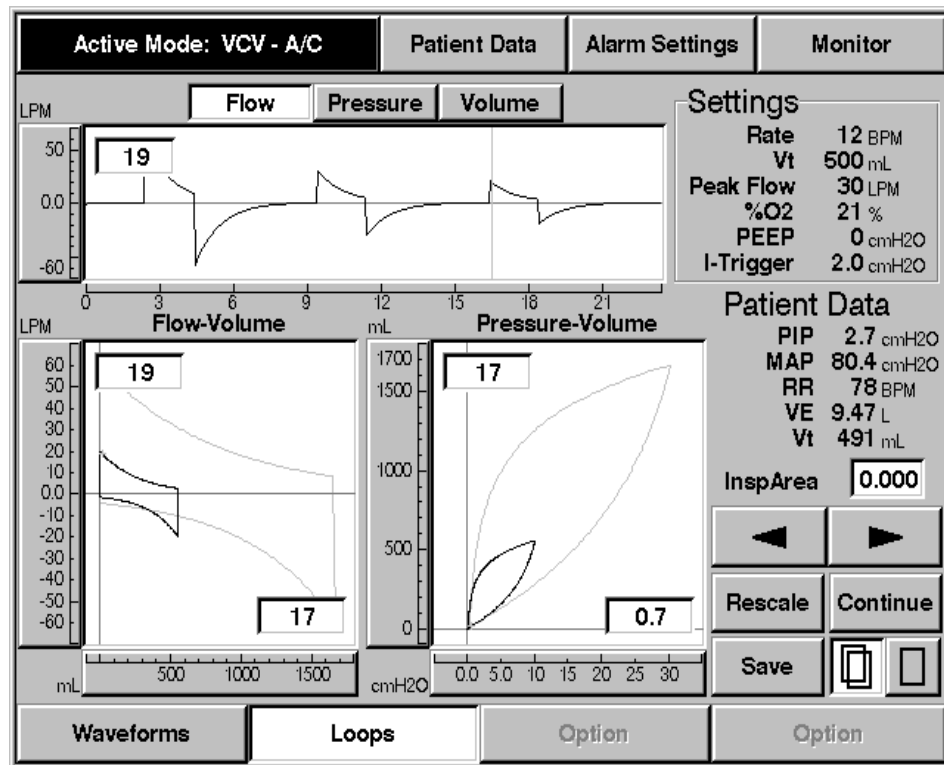 Active Mode: VCV - A/C Patient Data Alarm Settings Monitor
LPM Flow Pressure Volume
50
0.0
-60
19
0 3 6 9 12 15 18 21
Settings
Rate 12 BPM
Vt 500 mL
Peak Flow 30 LPM
%O2 21 %
PEEP 0 cmH2O
I-Trigger 2.0 cmH2O
LPM Flow-Volume
60
50
40
30
20
10
0.0
-10
-20
-30
-40
-50
-60
19
17
mL 500 1000 1500
mL Pressure-Volume
1700
1500
1000
500
0
17
0.7
cmH2O 0.0 5.0 10 15 20 25 30
Patient Data
PIP 2.7 cmH2O
MAP 80.4 cmH2O
RR 78 BPM
VE 9.47 L
Vt 491 mL
InspArea 0.000
Rescale Continue
Save
Waveforms Loops Option Option